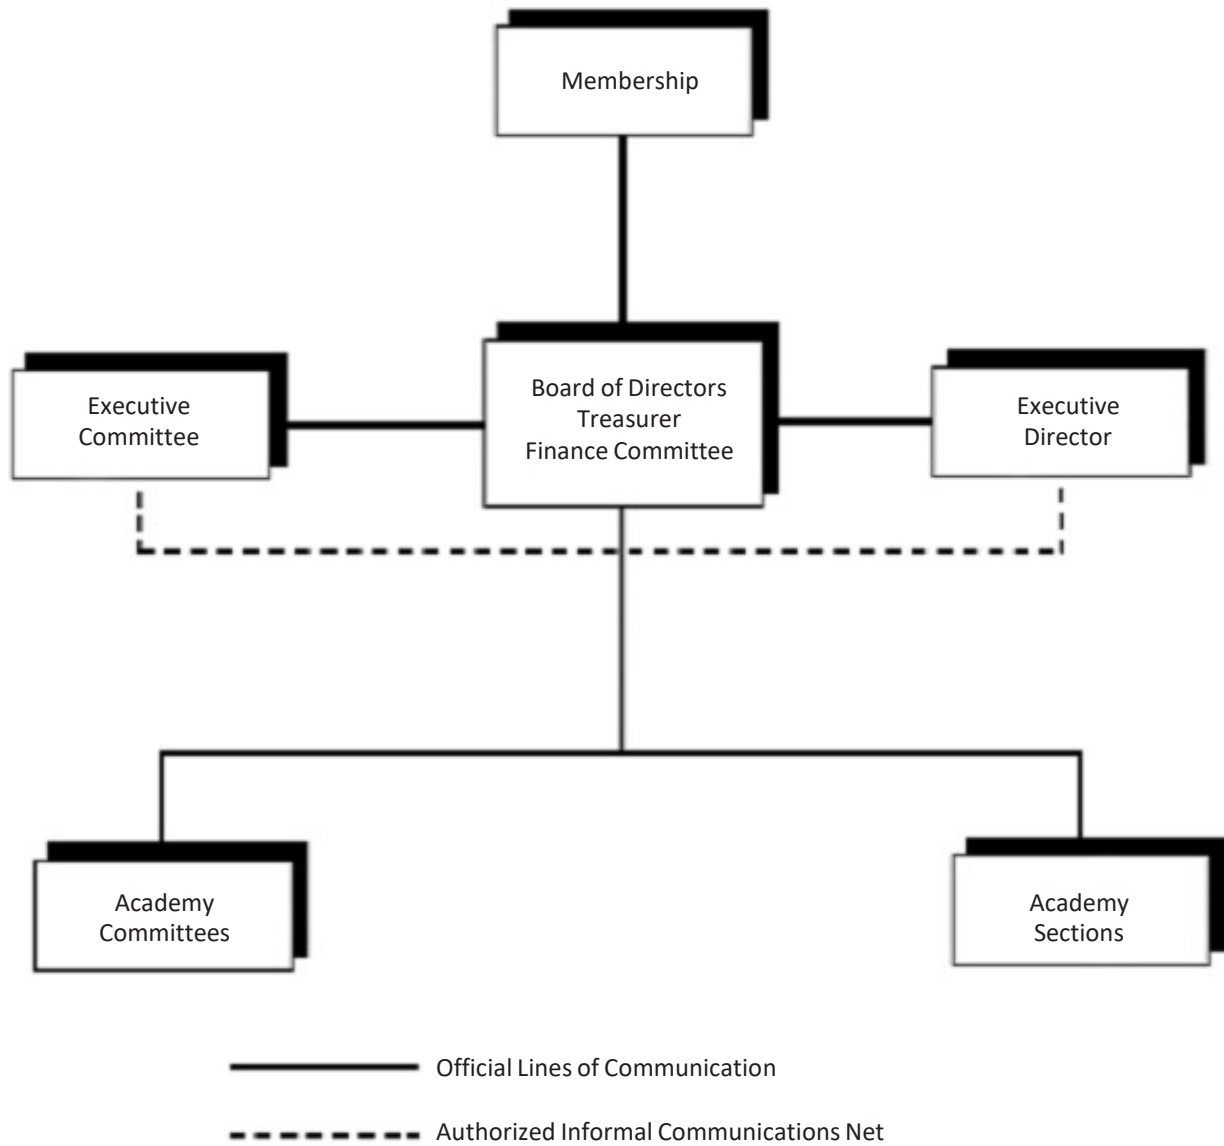 Membership
Executive
Committee
Board of Directors
Treasurer
Finance Committee
Executive
Director
Academy
Committees
Academy
Sections
Official Lines of Communication
Authorized Informal Communications Net